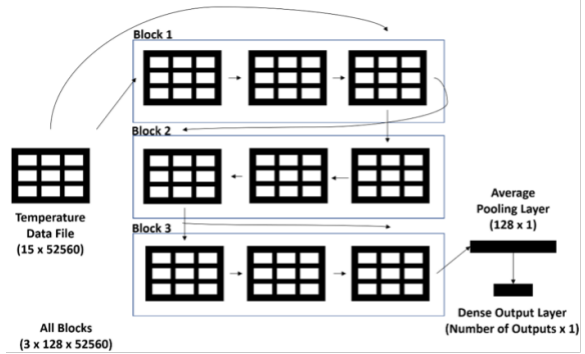 Block 1
Block 2
Temperature
Data File
(15 x 52560)
Block 3
Average
Pooling Layer
(128 x 1)
All Blocks
(3 x 128 x 52560)
Dense Output Layer
(Number of Outputs x 1)